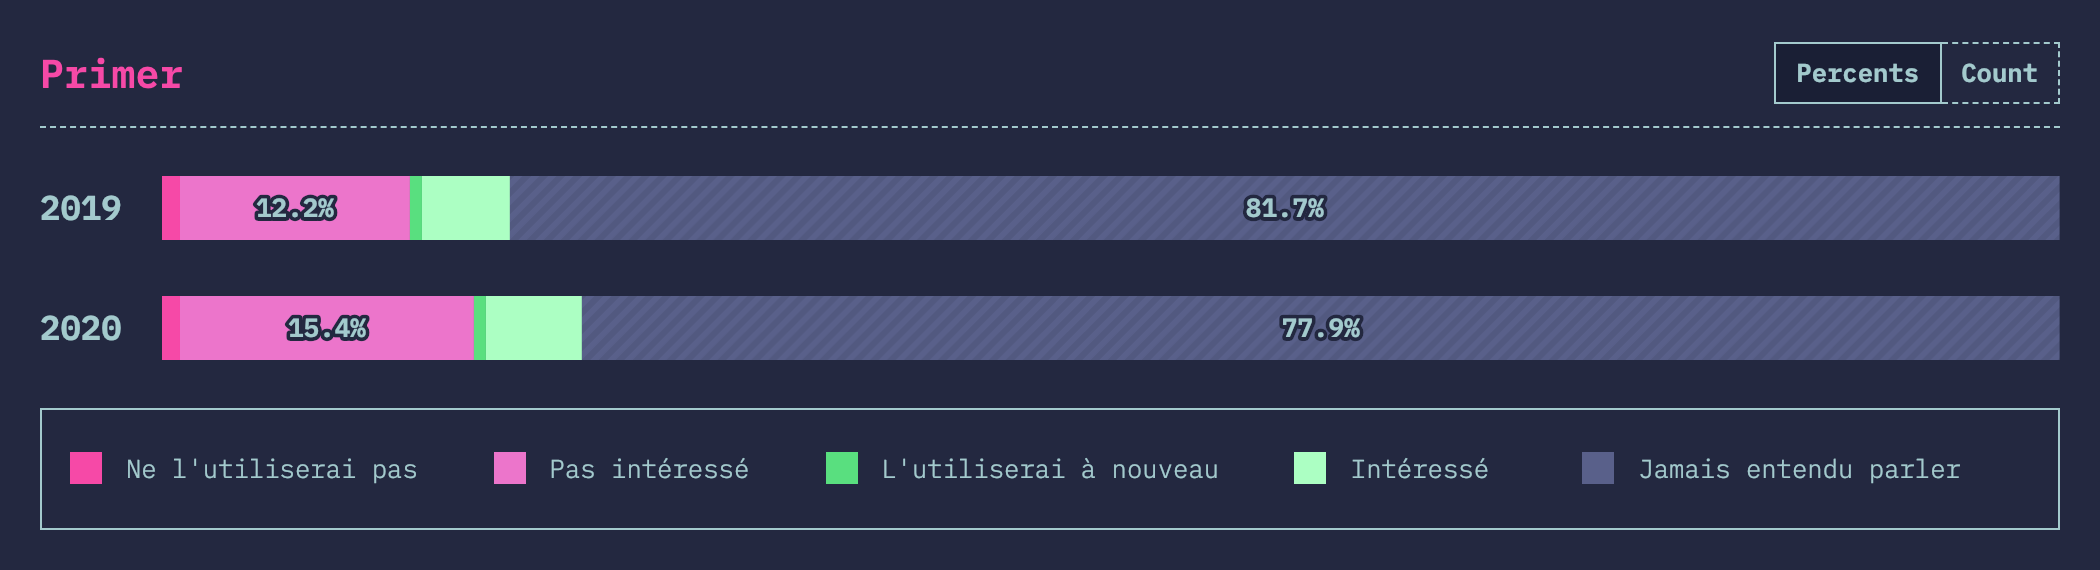 Primer
Percents Count
2019 12.2% 81.7%
2020 15.4% 77.9%
Ne l'utiliserai pas Pas intéressé L'utiliserai à nouveau Intéressé Jamais entendu parler